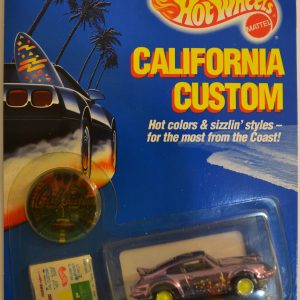 Hot Wheels
MATTEL
CALIFORNIA
CUSTOM
Hot colors & sizzlin' styles~
for the most from the Coast!